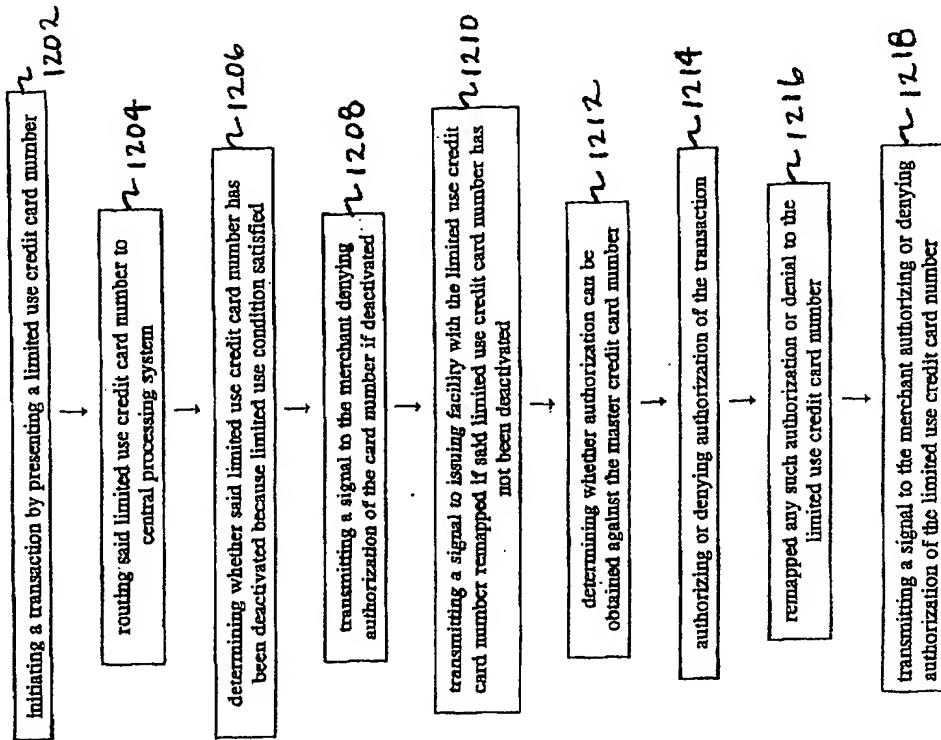 initiating a transaction by presenting a limited use credit card number
1202
routing said limited use credit card number to
central processing system
1204
determining whether said limited use credit card number has
been deactivated because limited use condition satisfied
1206
transmitting a signal to the merchant denying
authorization of the card number if deactivated
1208
transmitting a signal to issuing facility with the limited use credit
card number remapped if said limited use credit card number has
not been deactivated
1210
determining whether authorization can be
obtained against the master credit card number
1212
authorizing or denying authorization of the transaction
1214
remapped any such authorization or denial to the
limited use credit card number
1216
transmitting a signal to the merchant authorizing or denying
authorization of the limited use credit card number
1218